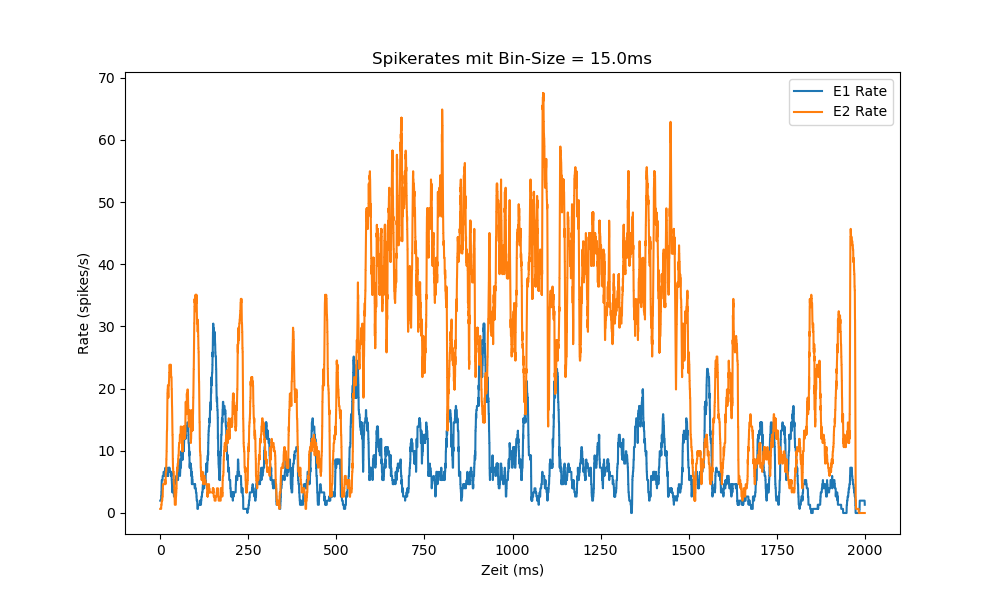 Spikerates mit Bin-Size = 15.0ms
E1 Rate
E2 Rate
Rate (spikes/s)
70
60
50
40
30
20
10
0
0 250 500 750 1000 1250 1500 1750 2000
Zeit (ms)